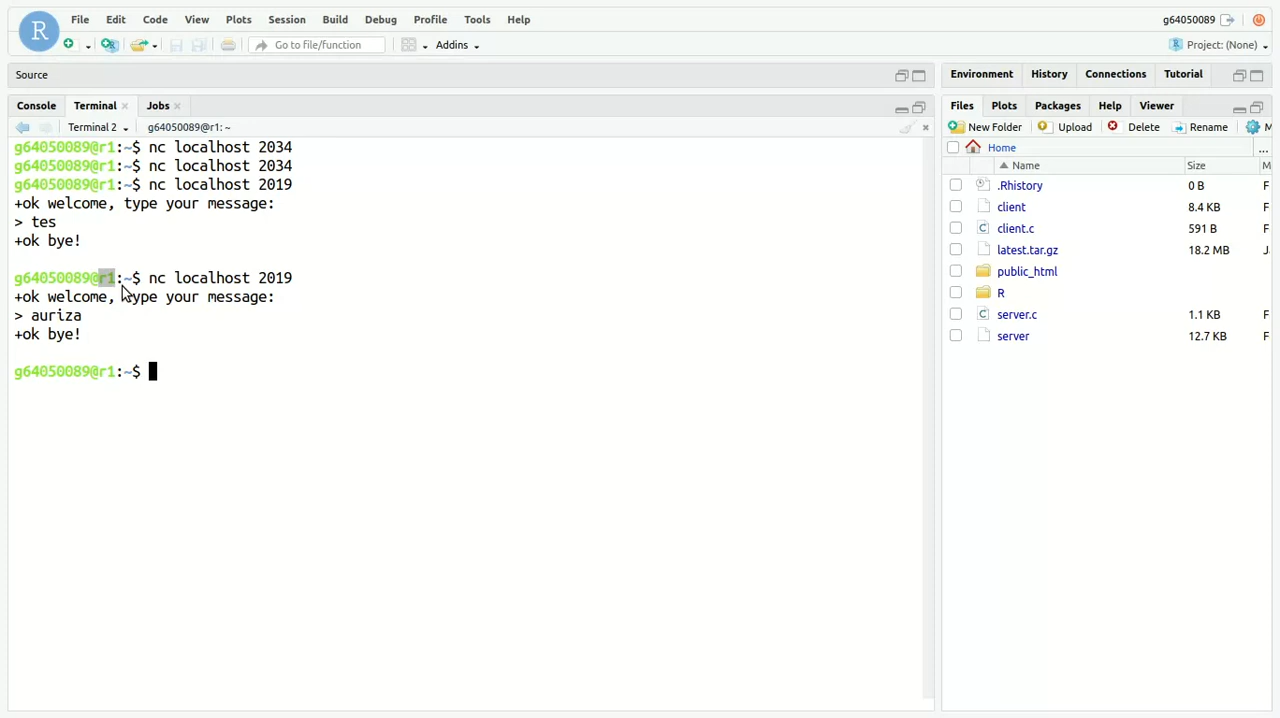 R
File Edit Code View Plots Session Build Debug Profile Tools Help
g64050089
Go to file/function
Addins
Project: (None)
Source
Console Terminal Jobs
Terminal 2 g64050089@r1: ~
g64050089@r1:~$ nc localhost 2034
g64050089@r1:~$ nc localhost 2034
g64050089@r1:~$ nc localhost 2019
+ok welcome, type your message:
> tes
+ok bye!
g64050089@r1:~$ nc localhost 2019
+ok welcome, type your message:
> auriza
+ok bye!
g64050089@r1:~$
Environment History Connections Tutorial
Files Plots Packages Help Viewer
New Folder Upload Delete Rename M
Home ...
Name Size M
.Rhistory 0 B F
client 8.4 KB F
client.c 591 B F
latest.tar.gz 18.2 MB J
public_html
R
server.c 1.1 KB F
server 12.7 KB F